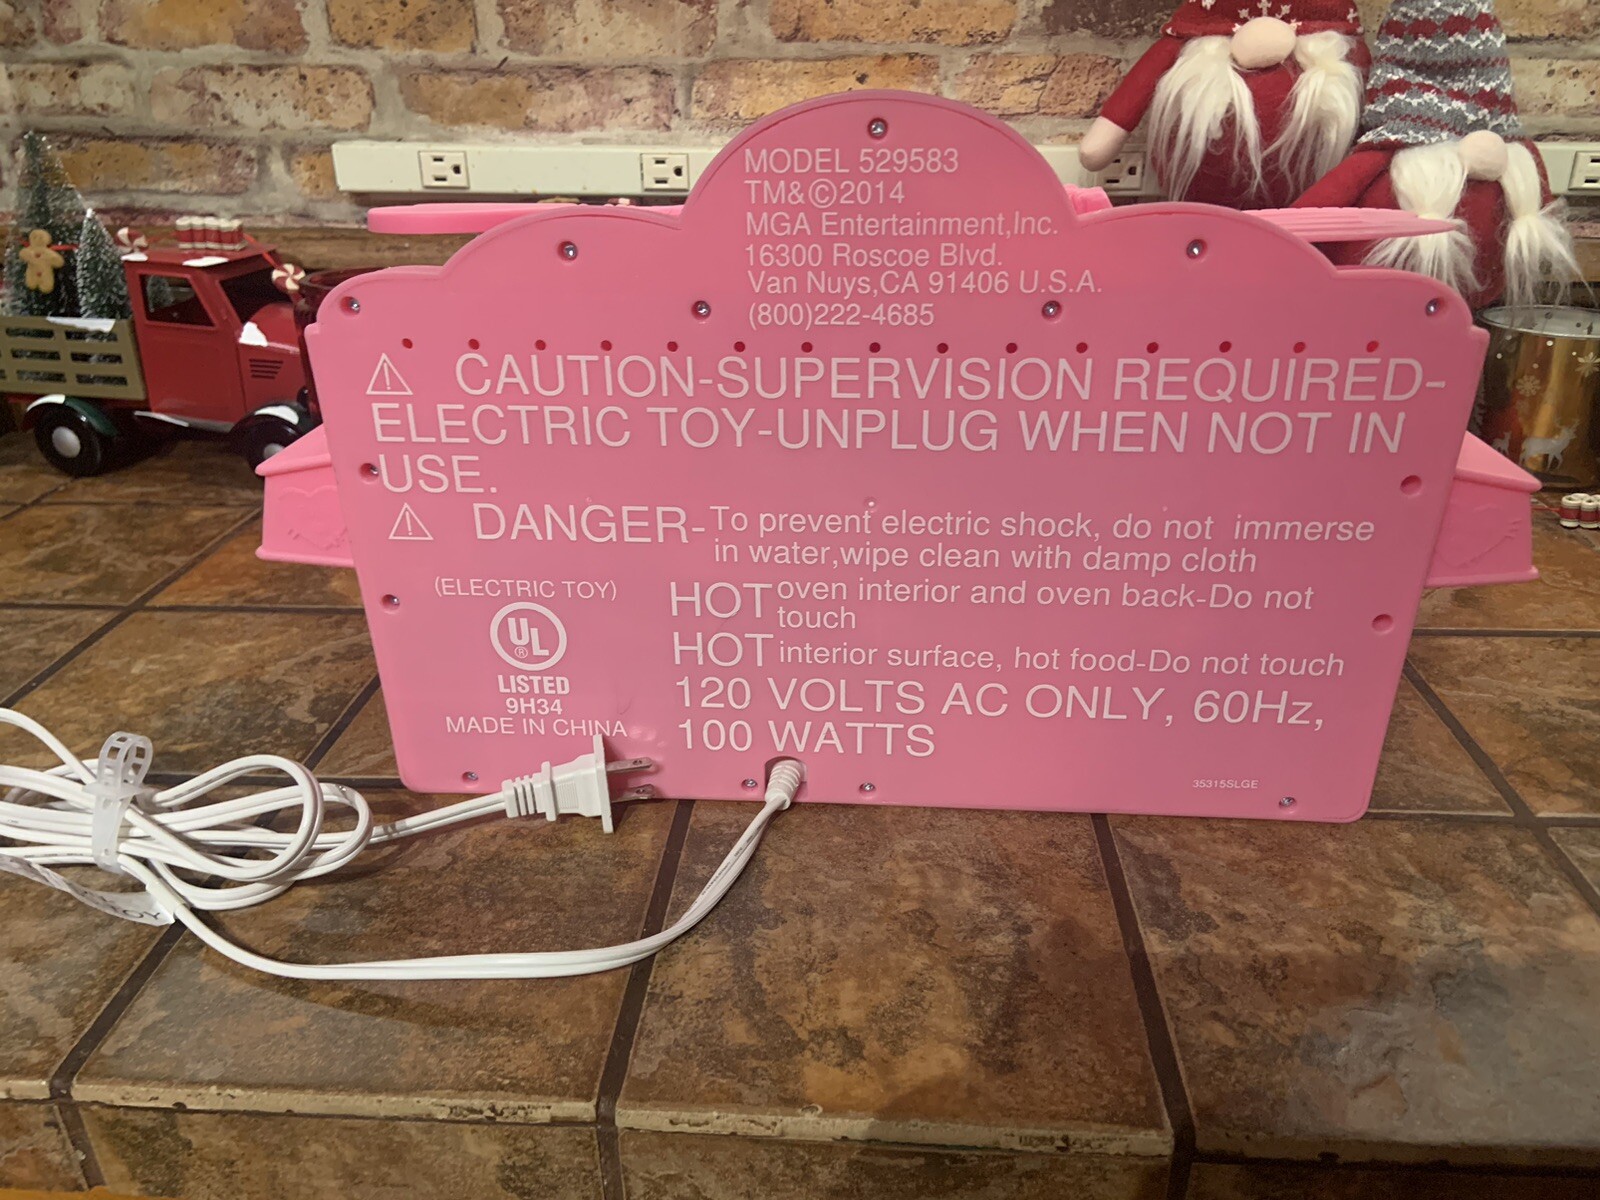 MODEL 529583
TM&©2014
MGA Entertainment,Inc.
16300 Roscoe Blvd.
Van Nuys,CA 91406 U.S.A.
(800)222-4685
⚠ CAUTION-SUPERVISION REQUIRED-
ELECTRIC TOY-UNPLUG WHEN NOT IN
USE.
⚠ DANGER-To prevent electric shock, do not immerse
in water,wipe clean with damp cloth
(ELECTRIC TOY)
UL
®
LISTED
9H34
MADE IN CHINA
HOT oven interior and oven back-Do not
touch
HOT interior surface, hot food-Do not touch
120 VOLTS AC ONLY, 60Hz,
100 WATTS
35315SLGE